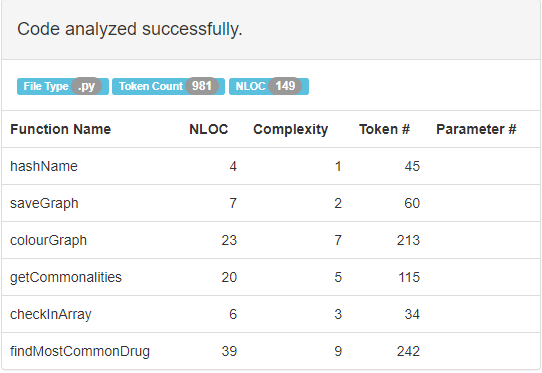 Code analyzed successfully.
File Type .py Token Count 981 NLOC 149
Function Name NLOC Complexity Token # Parameter #
hashName 4 1 45
saveGraph 7 2 60
colourGraph 23 7 213
getCommonalities 20 5 115
checkInArray 6 3 34
findMostCommonDrug 39 9 242